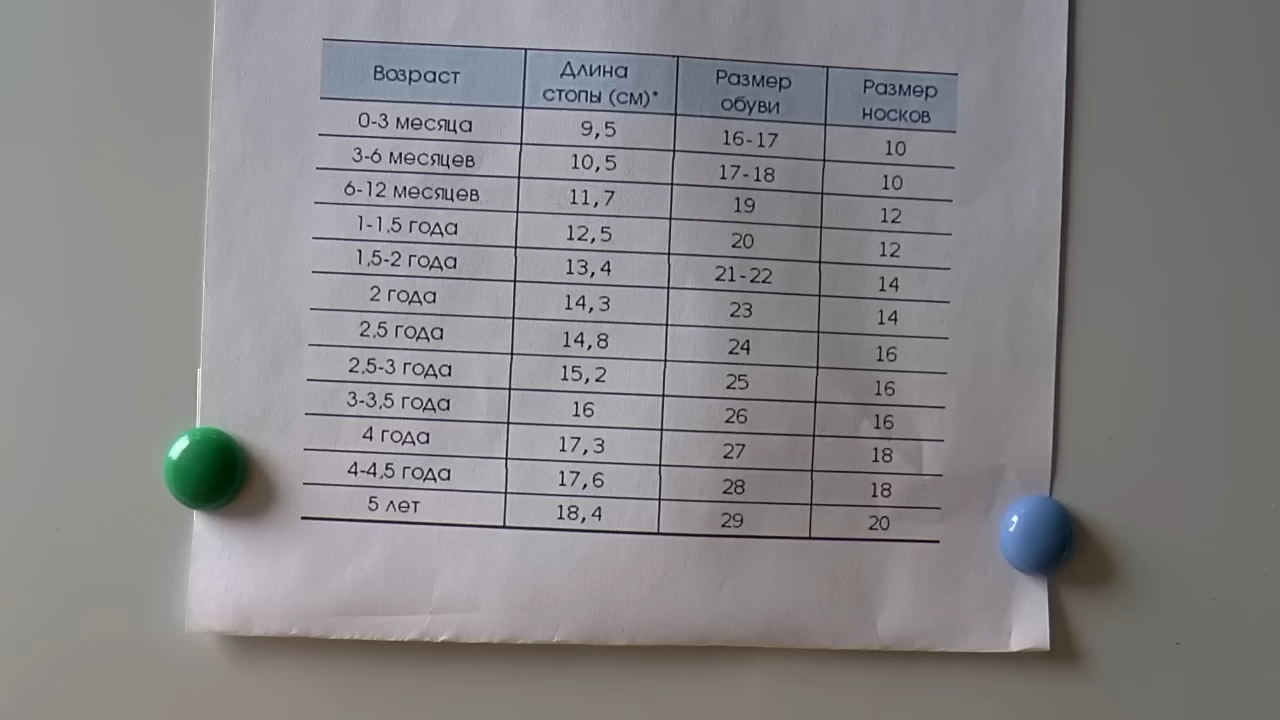 Возраст Длина стопы (см)* Размер обуви Размер носков
0-3 месяца 9,5 16-17 10
3-6 месяцев 10,5 17-18 10
6-12 месяцев 11,7 19 12
1-1,5 года 12,5 20 12
1,5-2 года 13,4 21-22 14
2 года 14,3 23 14
2,5 года 14,8 24 16
2,5-3 года 15,2 25 16
3-3,5 года 16 26 16
4 года 17,3 27 18
4-4,5 года 17,6 28 18
5 лет 18,4 29 20